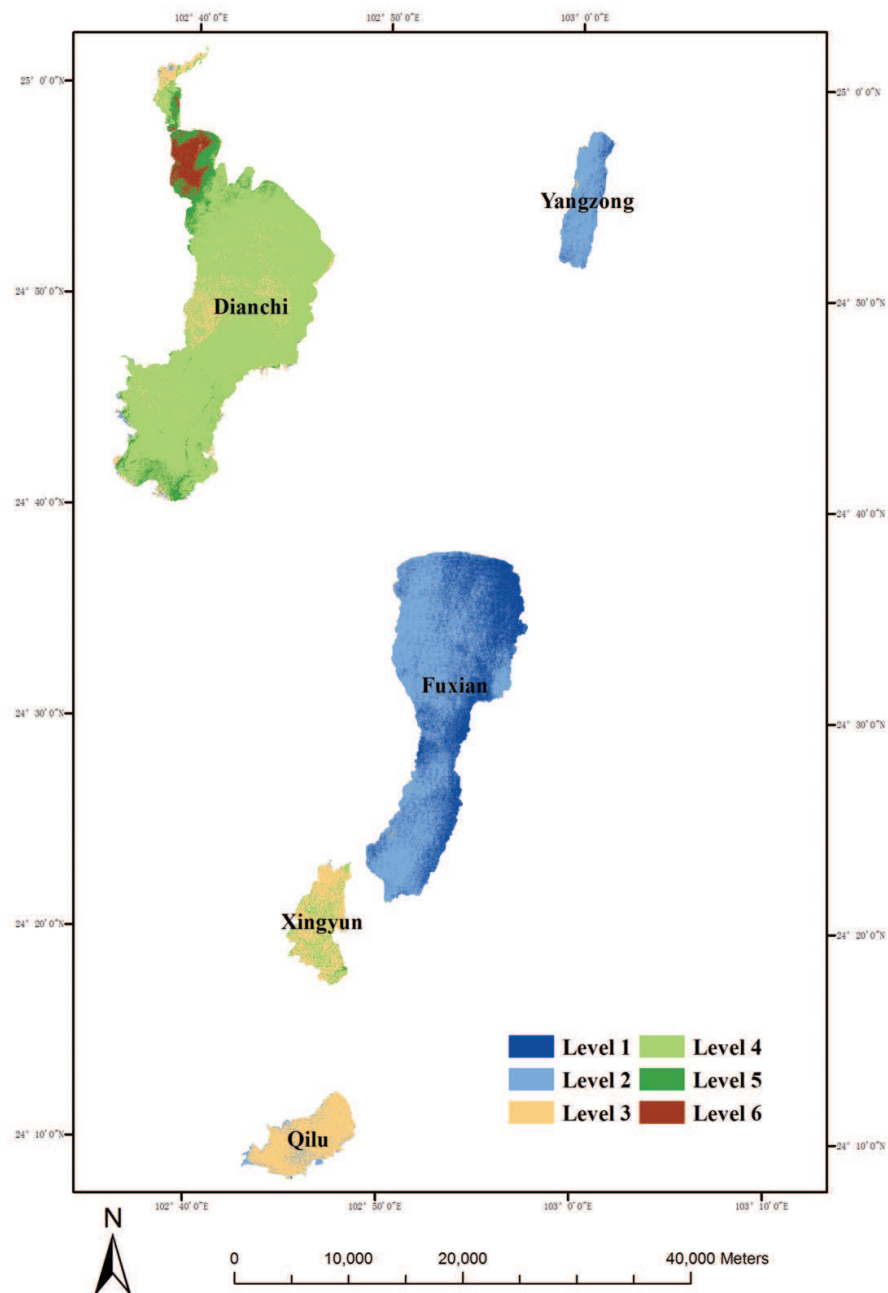 102° 40′0″E 102° 50′0″E 103° 0′0″E
25° 0′0″N
25° 0′0″N
Yangzong
24° 50′0″N
24° 50′0″N
Dianchi
24° 40′0″N
24° 40′0″N
Fuxian
24° 30′0″N
24° 30′0″N
Xingyun
24° 20′0″N
24° 20′0″N
Level 1 Level 4
Level 2 Level 5
Level 3 Level 6
Qilu
24° 10′0″N
24° 10′0″N
102° 40′0″E 102° 50′0″E 103° 0′0″E 103° 10′0″E
N
0 10,000 20,000 40,000 Meters